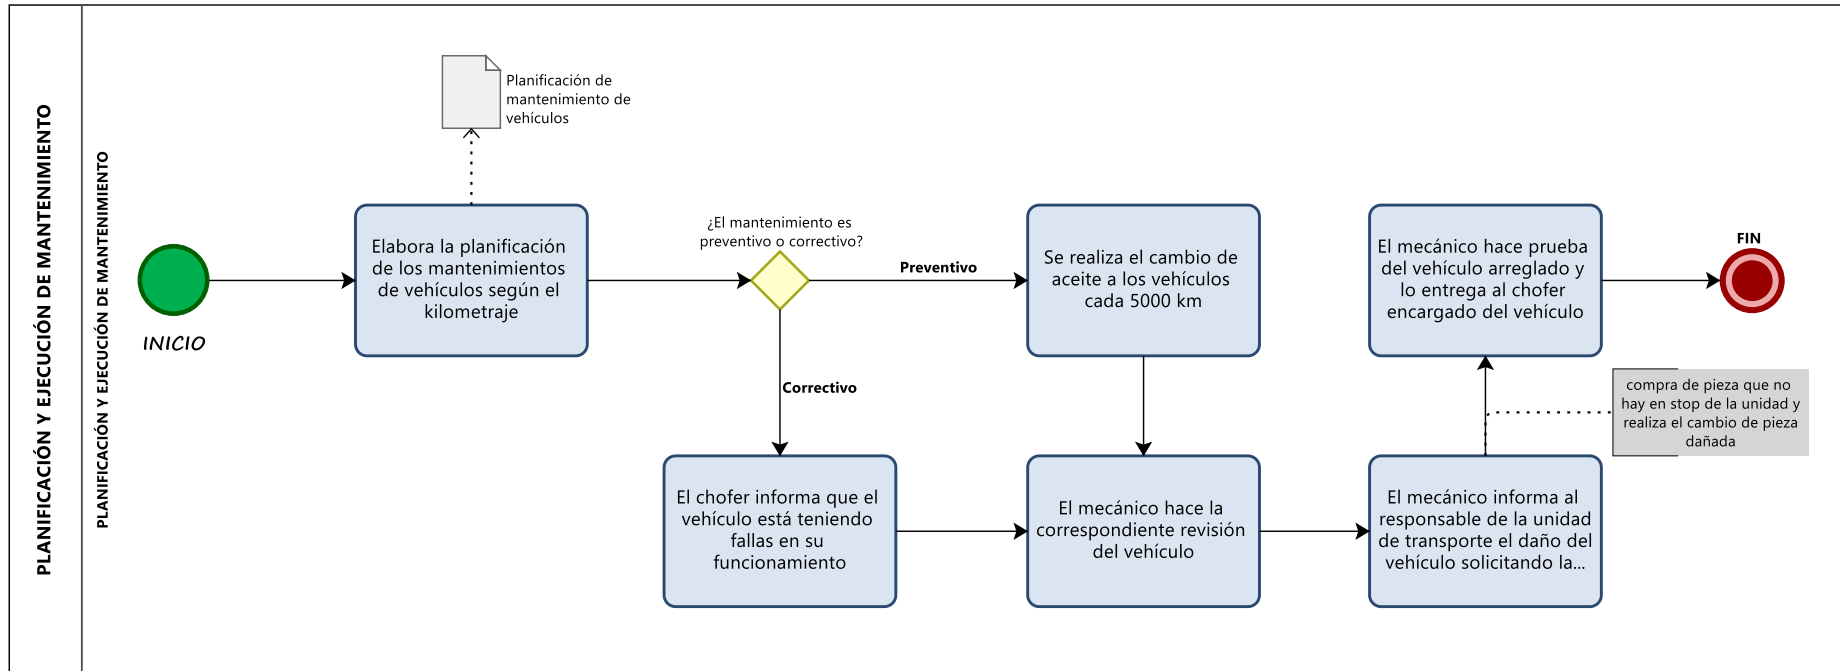 PLANIFICACIÓN Y EJECUCIÓN DE MANTENIMIENTO
PLANIFICACIÓN Y EJECUCIÓN DE MANTENIMIENTO
INICIO
Planificación de
mantenimiento de
vehículos
Elabora la planificación
de los mantenimientos
de vehículos según el
kilometraje
¿El mantenimiento es
preventivo o correctivo?
Preventivo
Correctivo
Se realiza el cambio de
aceite a los vehículos
cada 5000 km
El chofer informa que el
vehículo está teniendo
fallas en su
funcionamiento
El mecánico hace la
correspondiente revisión
del vehículo
El mecánico informa al
responsable de la unidad
de transporte el daño del
vehículo solicitando la...
compra de pieza que no
hay en stop de la unidad y
realiza el cambio de pieza
dañada
El mecánico hace prueba
del vehículo arreglado y
lo entrega al chofer
encargado del vehículo
FIN